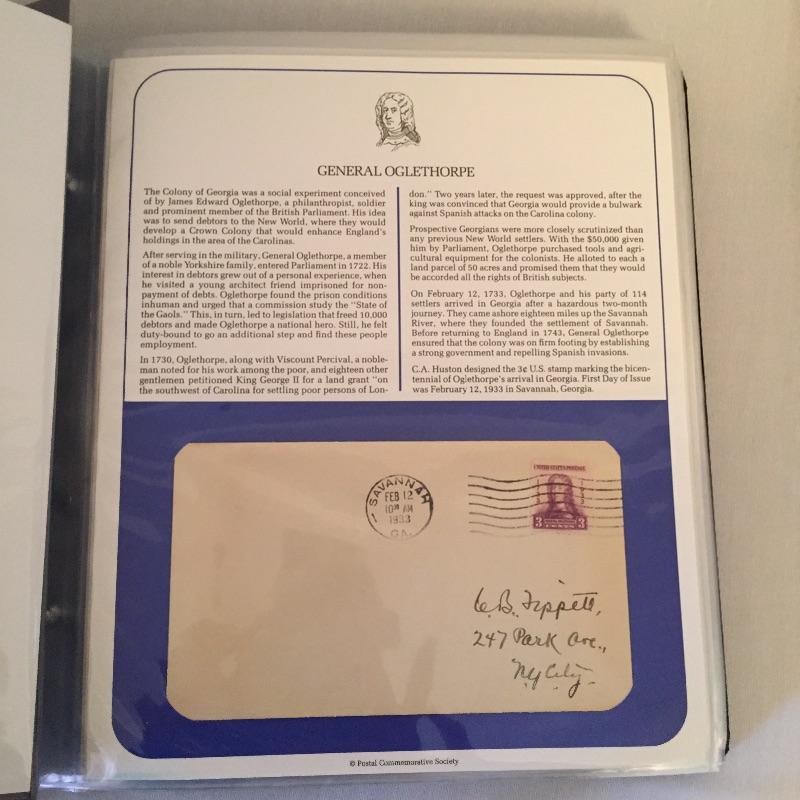 GENERAL OGLETHORPE
The Colony of Georgia was a social experiment conceived
of by James Edward Oglethorpe, a philanthropist, soldier
and prominent member of the British Parliament. His idea
was to send debtors to the New World, where they would
develop a Crown Colony that would enhance England's
holdings in the area of the Carolinas.
After serving in the military, General Oglethorpe, a member
of a noble Yorkshire family, entered Parliament in 1722. His
interest in debtors grew out of a personal experience, when
he visited a young architect friend imprisoned for non-
payment of debts. Oglethorpe found the prison conditions
inhuman and urged that a commission study the "State of
the Gaols." This, in turn, led to legislation that freed 10,000
debtors and made Oglethorpe a national hero. Still, he felt
duty-bound to go an additional step and find these people
employment.
In 1730, Oglethorpe, along with Viscount Percival, a noble-
man noted for his work among the poor, and eighteen other
gentlemen petitioned King George II for a land grant "on
the southwest of Carolina for settling poor persons of Lon-
don." Two years later, the request was approved, after the
king was convinced that Georgia would provide a bulwark
against Spanish attacks on the Carolina colony.
Prospective Georgians were more closely scrutinized than
any previous New World settlers. With the $50,000 given
him by Parliament, Oglethorpe purchased tools and agri-
cultural equipment for the colonists. He alloted to each a
land parcel of 50 acres and promised them that they would
be accorded all the rights of British subjects.
On February 12, 1733, Oglethorpe and his party of 114
settlers arrived in Georgia after a hazardous two-month
journey. They came ashore eighteen miles up the Savannah
River, where they founded the settlement of Savannah.
Before returning to England in 1743, General Oglethorpe
ensured that the colony was on firm footing by establishing
a strong government and repelling Spanish invasions.
C.A. Huston designed the 3¢ U.S. stamp marking the bicen-
tennial of Oglethorpe's arrival in Georgia. First Day of Issue
was February 12, 1933 in Savannah, Georgia.
SAVANNAH
FEB 12
10 AM
1933
GA.
UNITED STATES POSTAGE
3 CENTS 3
C.B. Tippett,
247 Park Ave.,
NY City.
© Postal Commemorative Society